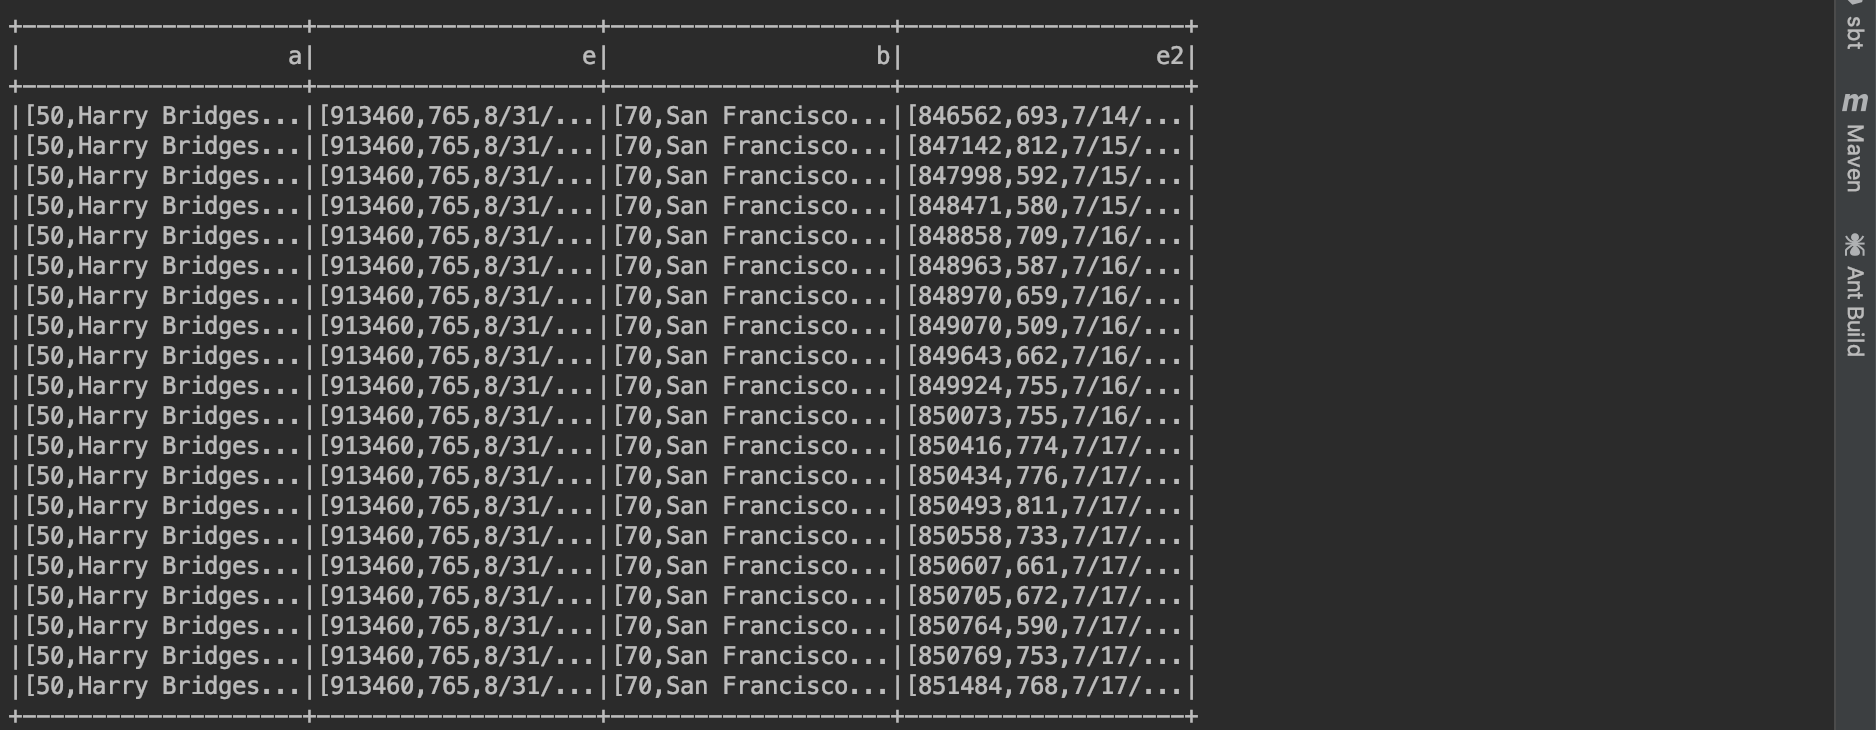 +--------------------+--------------------+--------------------+--------------------+
|                   a|                   e|                   b|                  e2|
+--------------------+--------------------+--------------------+--------------------+
|[50,Harry Bridges...|[913460,765,8/31/...|[70,San Francisco...|[846562,693,7/14/...|
|[50,Harry Bridges...|[913460,765,8/31/...|[70,San Francisco...|[847142,812,7/15/...|
|[50,Harry Bridges...|[913460,765,8/31/...|[70,San Francisco...|[847998,592,7/15/...|
|[50,Harry Bridges...|[913460,765,8/31/...|[70,San Francisco...|[848471,580,7/15/...|
|[50,Harry Bridges...|[913460,765,8/31/...|[70,San Francisco...|[848858,709,7/16/...|
|[50,Harry Bridges...|[913460,765,8/31/...|[70,San Francisco...|[848963,587,7/16/...|
|[50,Harry Bridges...|[913460,765,8/31/...|[70,San Francisco...|[848970,659,7/16/...|
|[50,Harry Bridges...|[913460,765,8/31/...|[70,San Francisco...|[849070,509,7/16/...|
|[50,Harry Bridges...|[913460,765,8/31/...|[70,San Francisco...|[849643,662,7/16/...|
|[50,Harry Bridges...|[913460,765,8/31/...|[70,San Francisco...|[849924,755,7/16/...|
|[50,Harry Bridges...|[913460,765,8/31/...|[70,San Francisco...|[850073,755,7/16/...|
|[50,Harry Bridges...|[913460,765,8/31/...|[70,San Francisco...|[850416,774,7/17/...|
|[50,Harry Bridges...|[913460,765,8/31/...|[70,San Francisco...|[850434,776,7/17/...|
|[50,Harry Bridges...|[913460,765,8/31/...|[70,San Francisco...|[850493,811,7/17/...|
|[50,Harry Bridges...|[913460,765,8/31/...|[70,San Francisco...|[850558,733,7/17/...|
|[50,Harry Bridges...|[913460,765,8/31/...|[70,San Francisco...|[850607,661,7/17/...|
|[50,Harry Bridges...|[913460,765,8/31/...|[70,San Francisco...|[850705,672,7/17/...|
|[50,Harry Bridges...|[913460,765,8/31/...|[70,San Francisco...|[850764,590,7/17/...|
|[50,Harry Bridges...|[913460,765,8/31/...|[70,San Francisco...|[850769,753,7/17/...|
|[50,Harry Bridges...|[913460,765,8/31/...|[70,San Francisco...|[851484,768,7/17/...|
+--------------------+--------------------+--------------------+--------------------+
sbt
m Maven
Ant Build